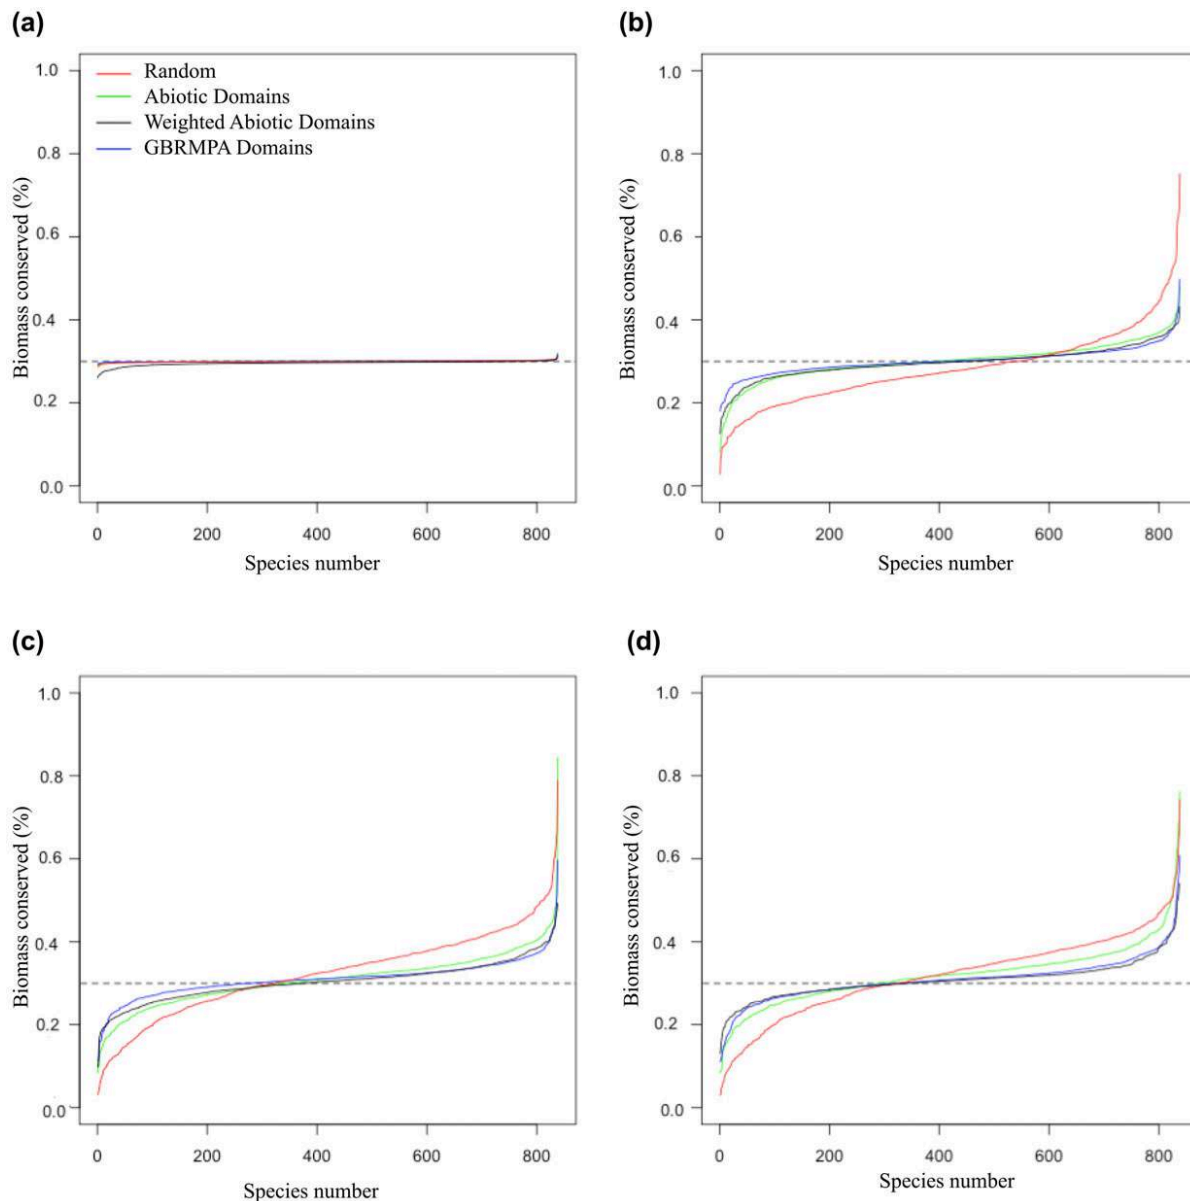 (a)
1.0
0.8
0.6
0.4
0.2
0.0
Biomass conserved (%)
Random
Abiotic Domains
Weighted Abiotic Domains
GBRMPA Domains
0 200 400 600 800
Species number
(b)
1.0
0.8
0.6
0.4
0.2
0.0
Biomass conserved (%)
0 200 400 600 800
Species number
(c)
1.0
0.8
0.6
0.4
0.2
0.0
Biomass conserved (%)
0 200 400 600 800
Species number
(d)
1.0
0.8
0.6
0.4
0.2
0.0
Biomass conserved (%)
0 200 400 600 800
Species number